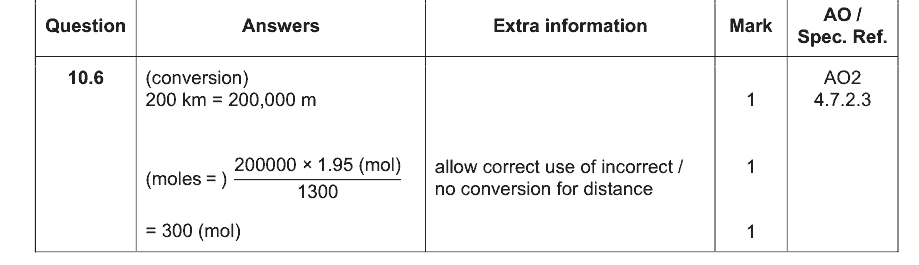 Question Answers Extra information Mark AO / Spec. Ref.
10.6 (conversion) AO2
200 km = 200,000 m 1 4.7.2.3
(moles = ) 200000 × 1.95 (mol) / 1300 allow correct use of incorrect / 1
no conversion for distance
= 300 (mol) 1